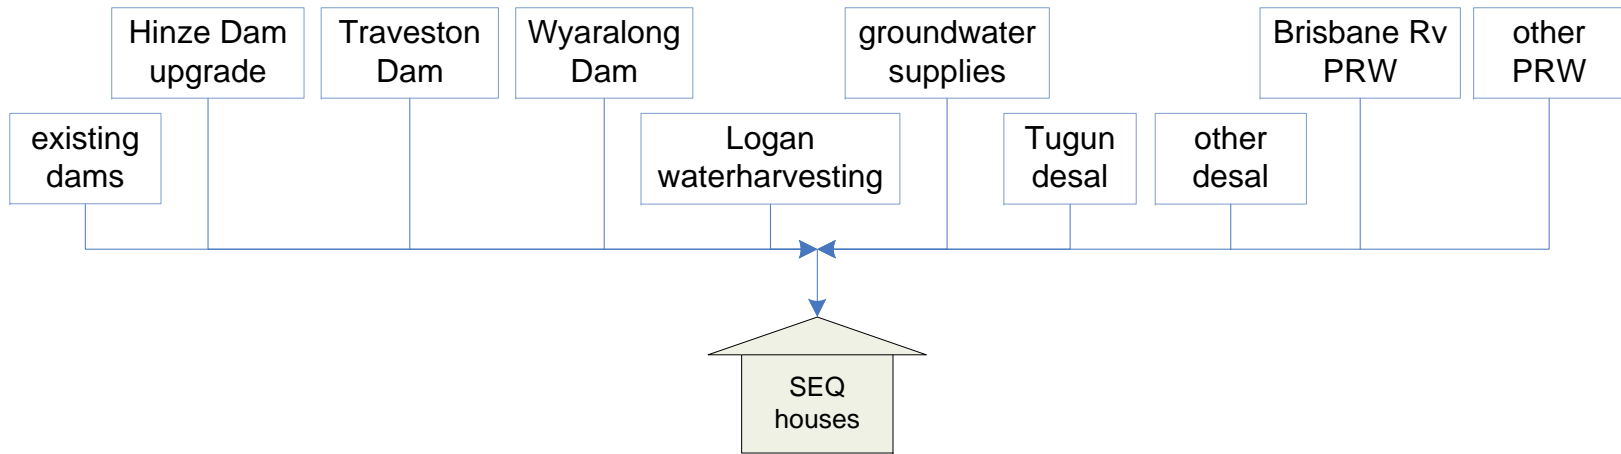 Hinze Dam
upgrade
Traveston
Dam
Wyaralong
Dam
groundwater
supplies
Brisbane Rv
PRW
other
PRW
existing
dams
Logan
waterharvesting
Tugun
desal
other
desal
SEQ
houses